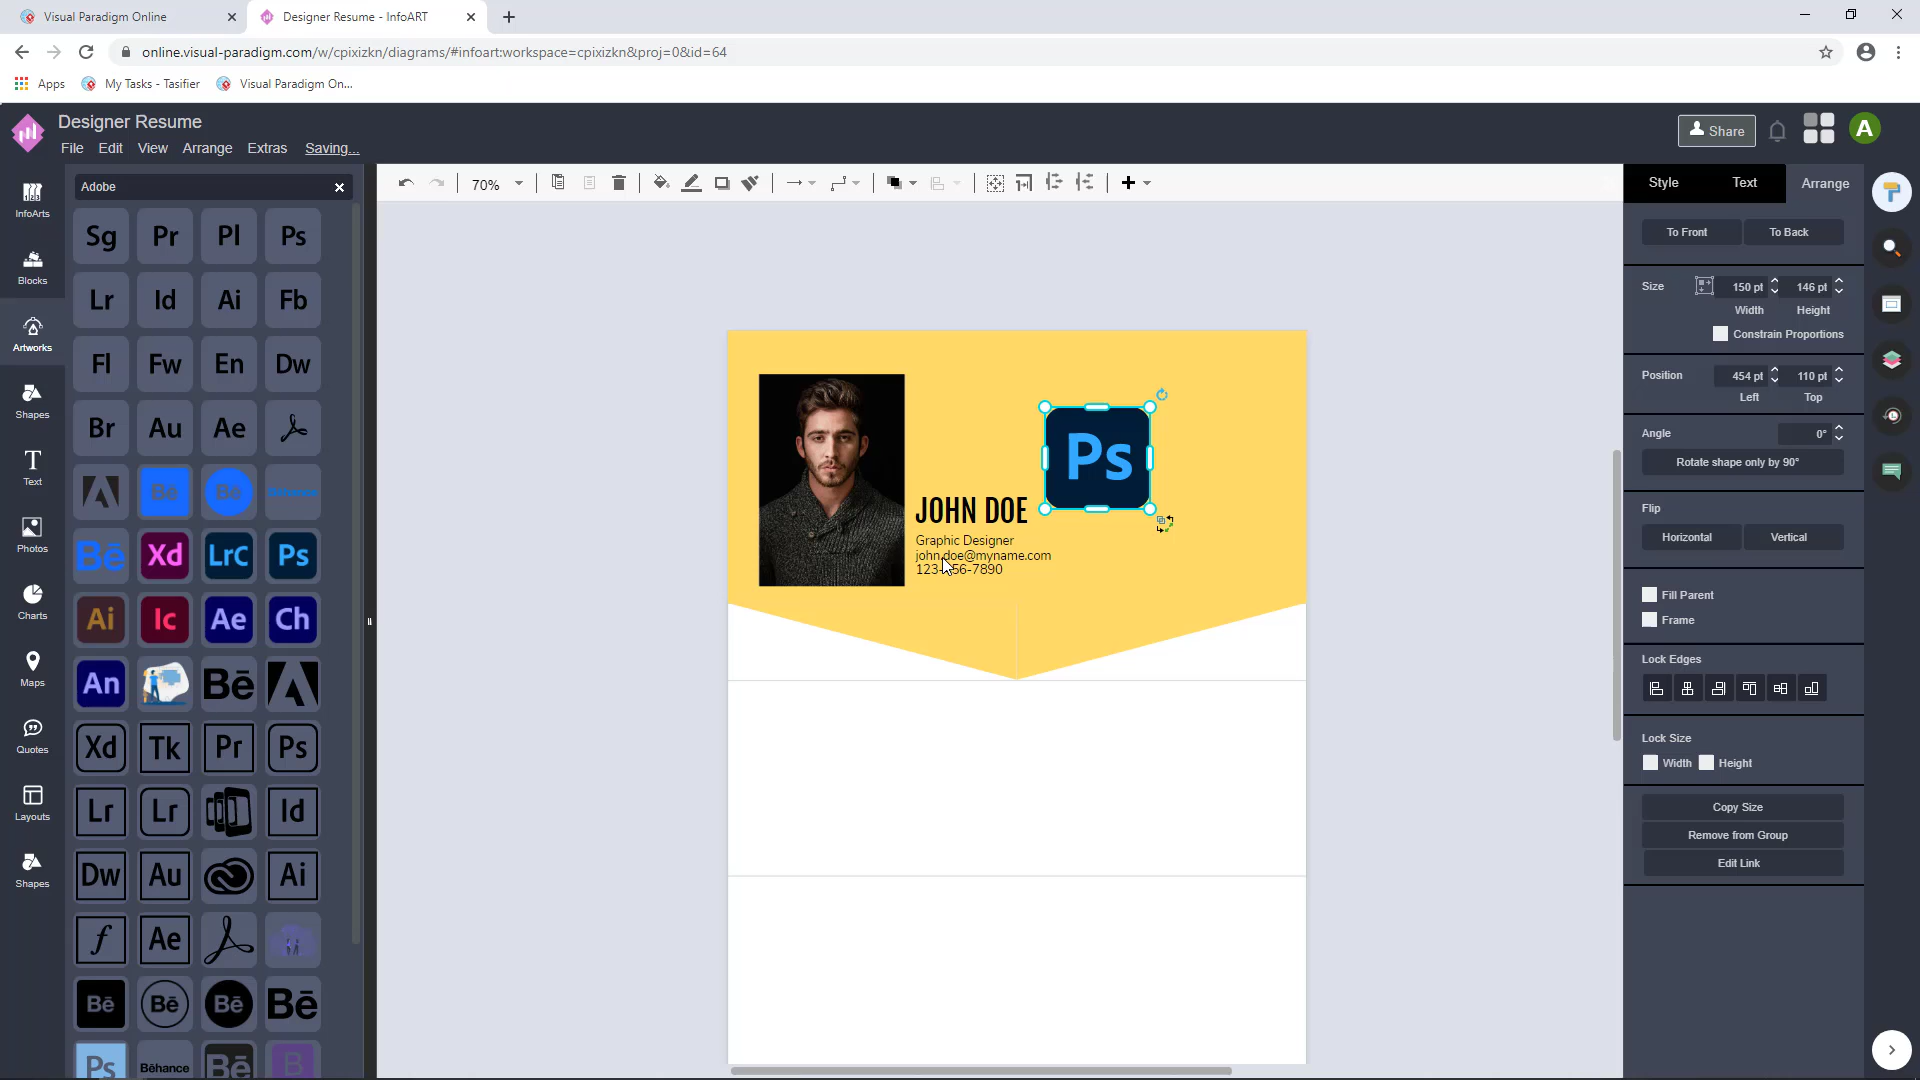 Visual Paradigm Online
Designer Resume - InfoART
online.visual-paradigm.com/w/cpixizkn/diagrams/#infoart:workspace=cpixizkn&proj=0&id=64
Apps
My Tasks - Tasifier
Visual Paradigm On...
Designer Resume
File Edit View Arrange Extras Saving...
Share
A
InfoArts
Blocks
Artworks
Shapes
Text
Photos
Charts
Maps
Quotes
Layouts
Shapes
Adobe
Sg Pr Pl Ps
Lr Id Ai Fb
Fl Fw En Dw
Br Au Ae
Bē Bē Bēhance
Bē Xd LrC Ps
Ai Ic Ae Ch
An Bē
Xd Tk Pr Ps
Lr Lr Id
Dw Au Ai
f Ae
Bē Bē Bē Bē
Ps Bēhance Bē B
70%
Ps
JOHN DOE
Graphic Designer
john.doe@myname.com
123-456-7890
Style Text Arrange
To Front To Back
Size 150 pt 146 pt
Width Height
Constrain Proportions
Position 454 pt 110 pt
Left Top
Angle 0°
Rotate shape only by 90°
Flip
Horizontal Vertical
Fill Parent
Frame
Lock Edges
Lock Size
Width Height
Copy Size
Remove from Group
Edit Link